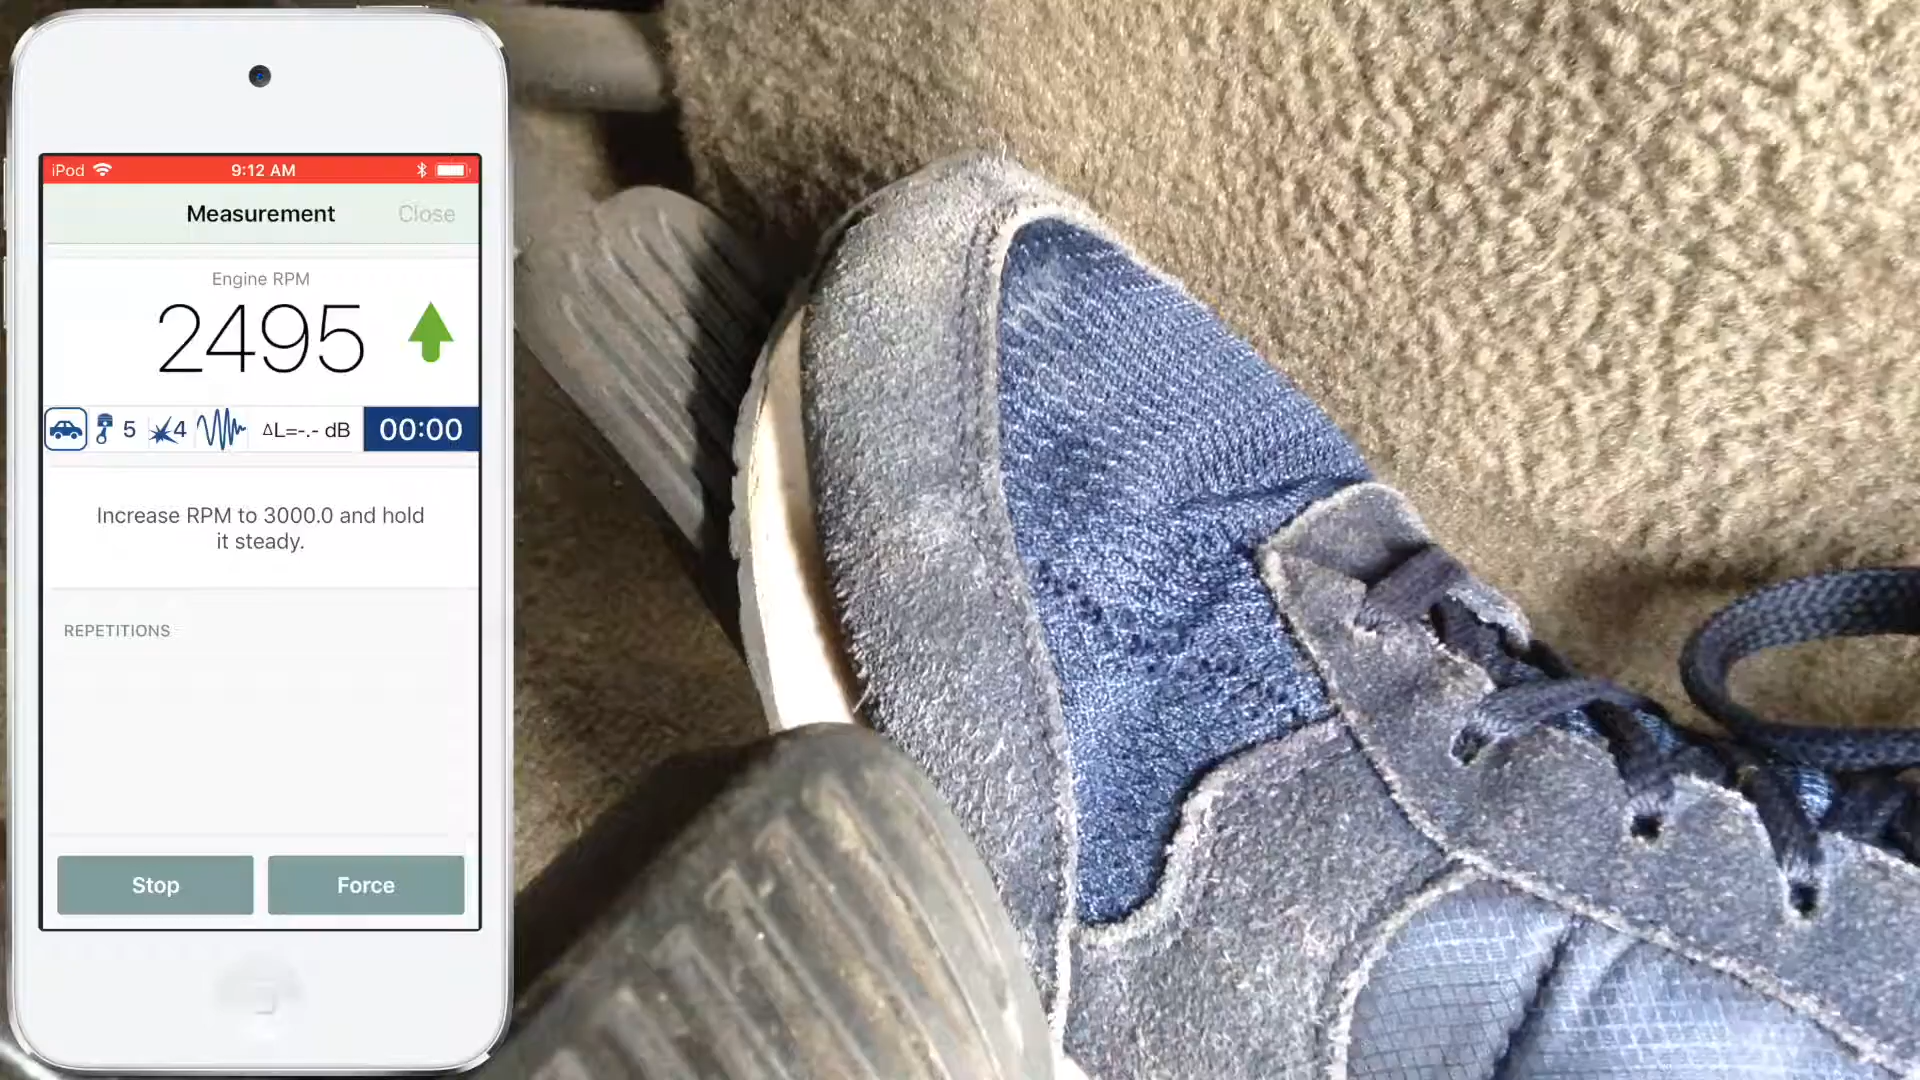 iPod 9:12 AM
Measurement Close
Engine RPM
2495
5 4 ΔL=-.- dB 00:00
Increase RPM to 3000.0 and hold
it steady.
REPETITIONS
Stop Force